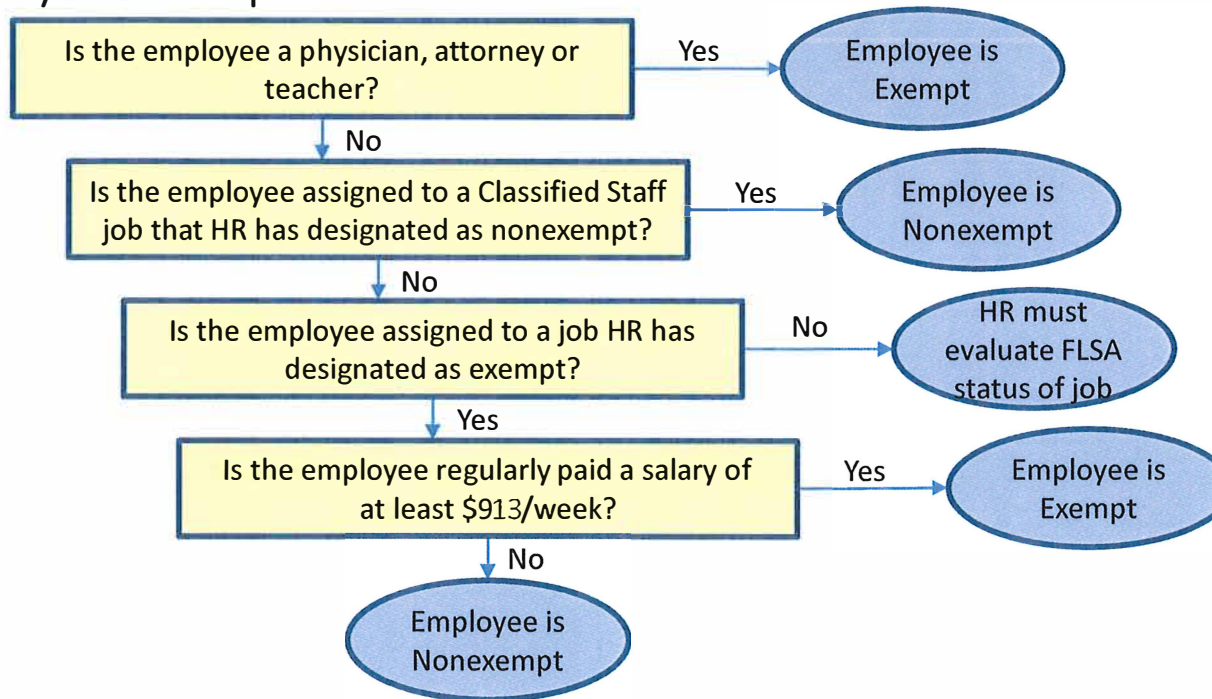 Is the employee a physician, attorney or
teacher?
Yes
Employee is
Exempt
No
Is the employee assigned to a Classified Staff
job that HR has designated as nonexempt?
Yes
Employee is
Nonexempt
No
Is the employee assigned to a job HR has
designated as exempt?
No
HR must
evaluate FLSA
status of job
Yes
Is the employee regularly paid a salary of
at least $913/week?
Yes
Employee is
Exempt
No
Employee is
Nonexempt